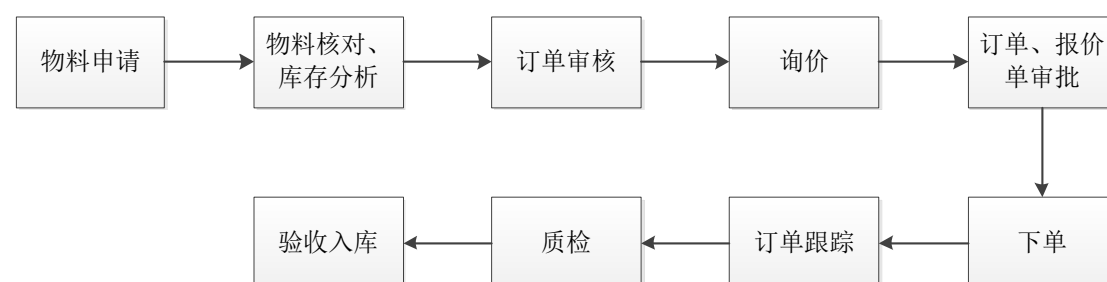 物料申请
物料核对、
库存分析
订单审核
询价
订单、报价
单审批
下单
订单跟踪
质检
验收入库